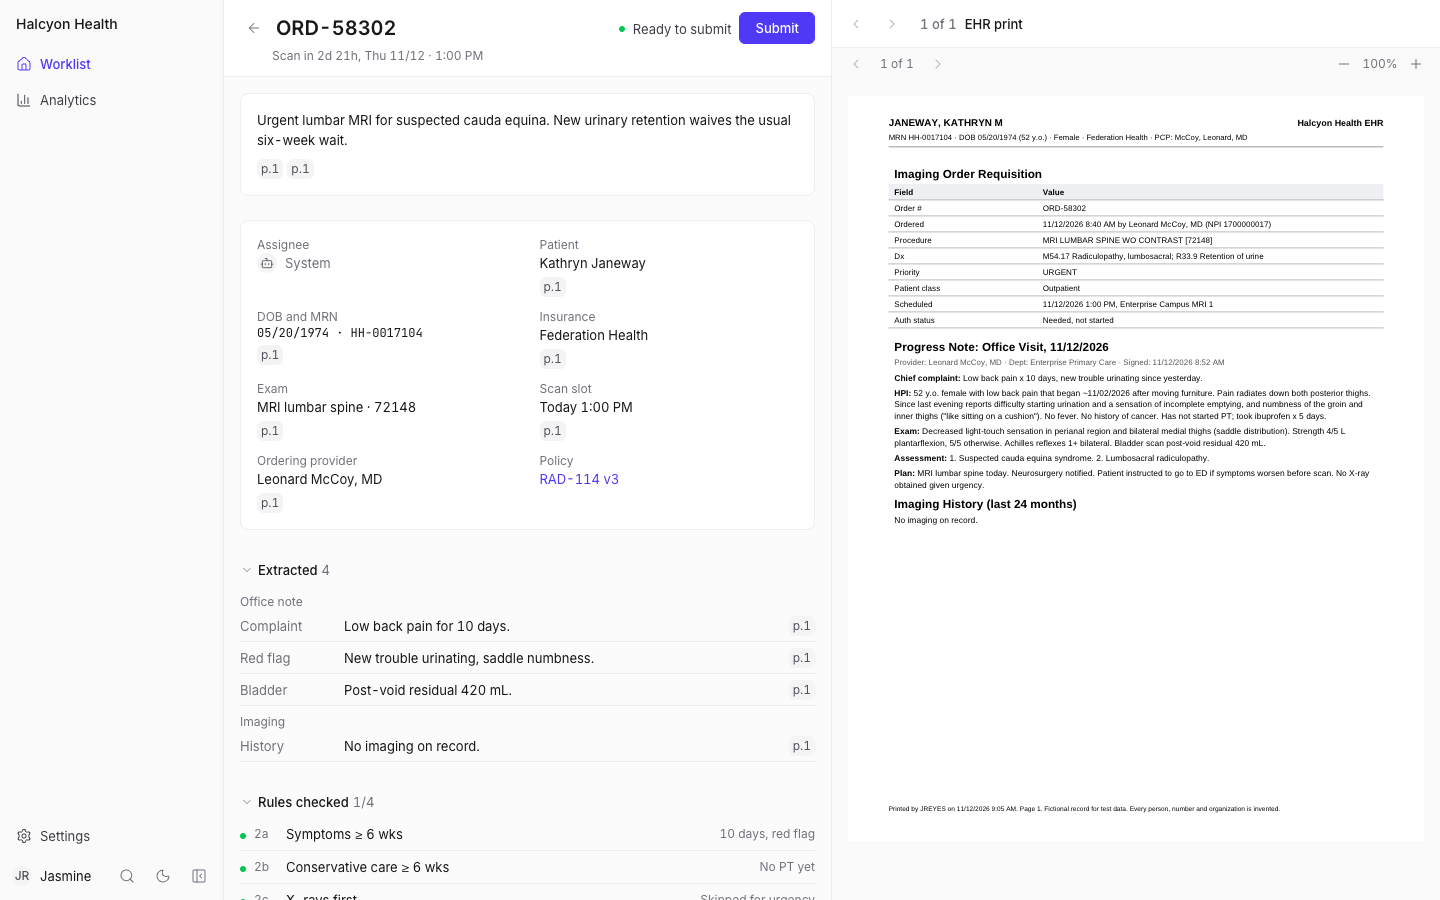 Halcyon Health
Worklist
Analytics
Settings
JR Jasmine
ORD-58302
Ready to submit
Submit
Scan in 2d 21h, Thu 11/12 · 1:00 PM
Urgent lumbar MRI for suspected cauda equina. New urinary retention waives the usual
six-week wait.
p.1 p.1
Assignee
System
Patient
Kathryn Janeway
p.1
DOB and MRN
05/20/1974 · HH-0017104
p.1
Insurance
Federation Health
p.1
Exam
MRI lumbar spine · 72148
p.1
Scan slot
Today 1:00 PM
p.1
Ordering provider
Leonard McCoy, MD
p.1
Policy
RAD-114 v3
Extracted 4
Office note
Complaint Low back pain for 10 days. p.1
Red flag New trouble urinating, saddle numbness. p.1
Bladder Post-void residual 420 mL. p.1
Imaging
History No imaging on record. p.1
Rules checked 1/4
2a Symptoms ≥ 6 wks 10 days, red flag
2b Conservative care ≥ 6 wks No PT yet
2c X-rays first Skipped for urgency
1 of 1 EHR print
1 of 1
100%
JANEWAY, KATHRYN M Halcyon Health EHR
MRN HH-0017104 · DOB 05/20/1974 (52 y.o.) · Female · Federation Health · PCP: McCoy, Leonard, MD
Imaging Order Requisition
Field Value
Order # ORD-58302
Ordered 11/12/2026 8:40 AM by Leonard McCoy, MD (NPI 1700000017)
Procedure MRI LUMBAR SPINE WO CONTRAST [72148]
Dx M54.17 Radiculopathy, lumbosacral; R33.9 Retention of urine
Priority URGENT
Patient class Outpatient
Scheduled 11/12/2026 1:00 PM, Enterprise Campus MRI 1
Auth status Needed, not started
Progress Note: Office Visit, 11/12/2026
Provider: Leonard McCoy, MD · Dept: Enterprise Primary Care · Signed: 11/12/2026 8:52 AM
Chief complaint: Low back pain x 10 days, new trouble urinating since yesterday.
HPI: 52 y.o. female with low back pain that began ~11/02/2026 after moving furniture. Pain radiates down both posterior thighs.
Since last evening reports difficulty starting urination and a sensation of incomplete emptying, and numbness of the groin and
inner thighs ("like sitting on a cushion"). No fever. No history of cancer. Has not started PT; took ibuprofen x 5 days.
Exam: Decreased light-touch sensation in perianal region and bilateral medial thighs (saddle distribution). Strength 4/5 L
plantarflexion, 5/5 otherwise. Achilles reflexes 1+ bilateral. Bladder scan post-void residual 420 mL.
Assessment: 1. Suspected cauda equina syndrome. 2. Lumbosacral radiculopathy.
Plan: MRI lumbar spine today. Neurosurgery notified. Patient instructed to go to ED if symptoms worsen before scan. No X-ray
obtained given urgency.
Imaging History (last 24 months)
No imaging on record.
Printed by JREYES on 11/12/2026 9:05 AM. Page 1. Fictional record for test data. Every person, number and organization is invented.